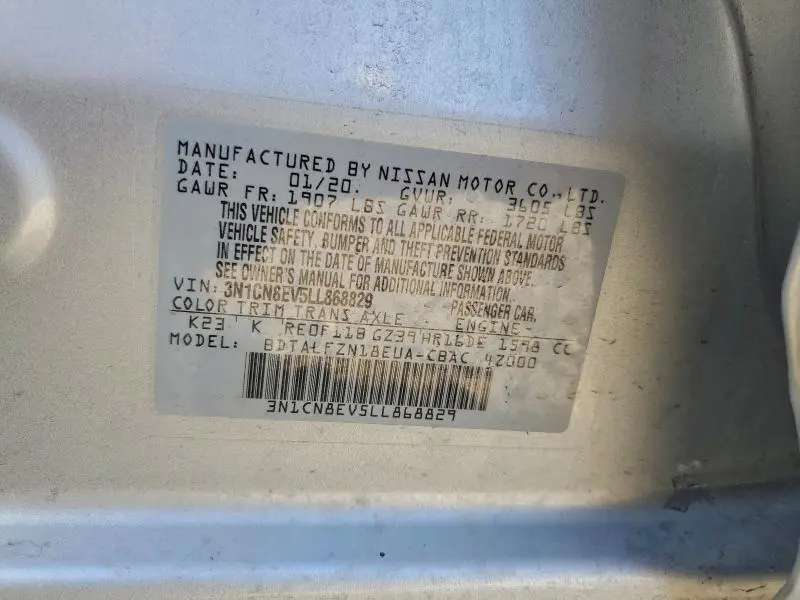 MANUFACTURED BY NISSAN MOTOR CO., LTD.
DATE: 01/20. GVWR: 3605 LBS
GAWR FR: 1907 LBS GAWR RR: 1720 LBS
THIS VEHICLE CONFORMS TO ALL APPLICABLE FEDERAL MOTOR
VEHICLE SAFETY, BUMPER AND THEFT PREVENTION STANDARDS
IN EFFECT ON THE DATE OF MANUFACTURE SHOWN ABOVE.
SEE OWNER'S MANUAL FOR ADDITIONAL INFORMATION.
VIN: 3N1CN8EV5LL868829 PASSENGER CAR.
COLOR TRIM TRANS AXLE ENGINE
K23 K RE0F11B GZ39 HR16DE 1598 CC
MODEL: BDTALFZN18EUA-CBAC 42000
3N1CN8EV5LL868829